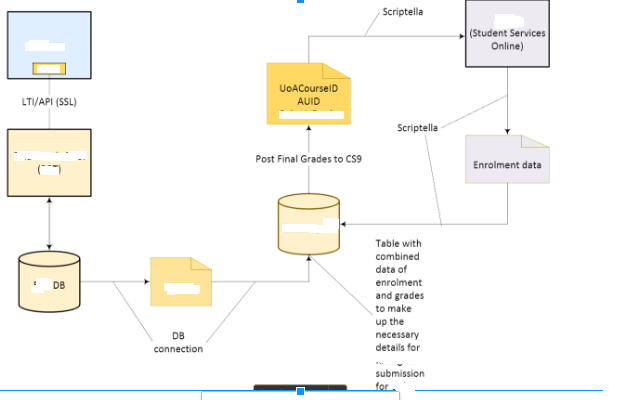 Scriptella
(Student Services
Online)
LTI/API (SSL)
UoACourseID
AUID
Scriptella
Post Final Grades to CS9
Enrolment data
DB
DB
connection
Table with
combined
data of
enrolment
and grades
to make
up the
necessary
details for
submission
for